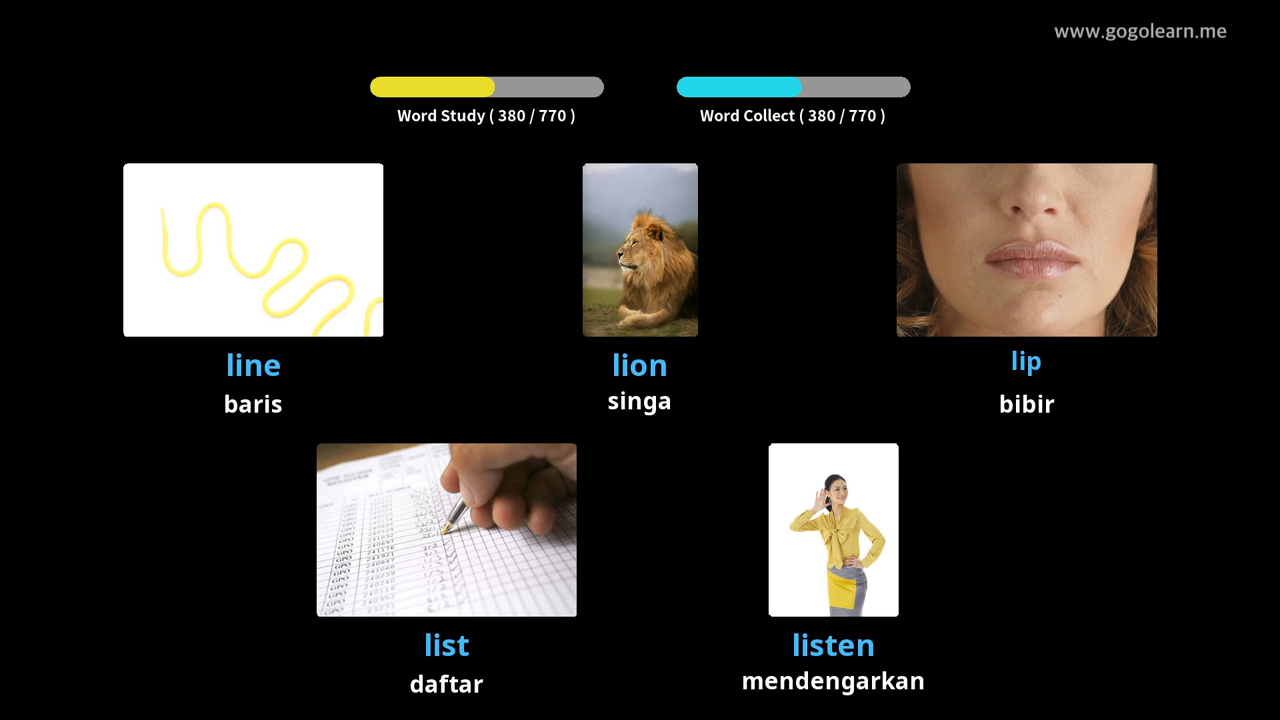 www.gogolearn.me
Word Study ( 380 / 770 )
Word Collect ( 380 / 770 )
line
lion
lip
baris
singa
bibir
list
listen
daftar
mendengarkan